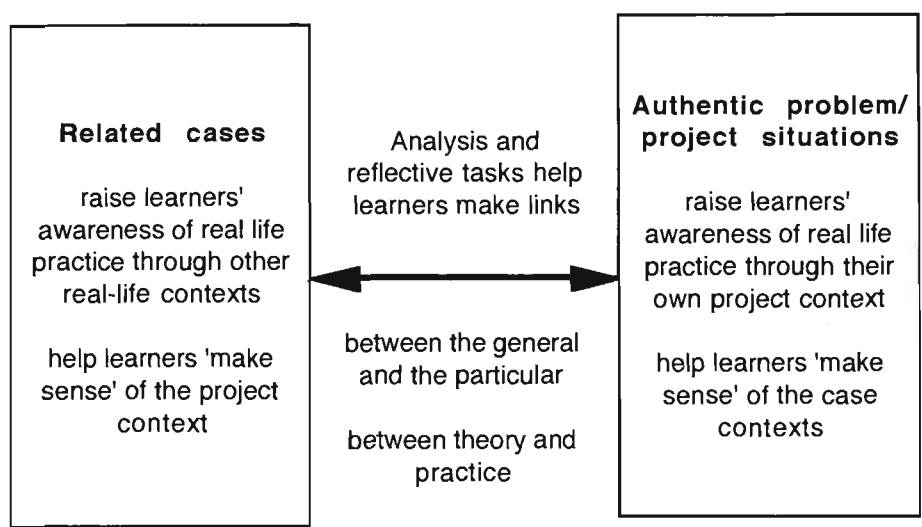 Related cases
raise learners'
awareness of real life
practice through other
real-life contexts
help learners 'make
sense' of the project
context
Analysis and
reflective tasks help
learners make links
between the general
and the particular
between theory and
practice
Authentic problem/
project situations
raise learners'
awareness of real life
practice through their
own project context
help learners 'make
sense' of the case
contexts